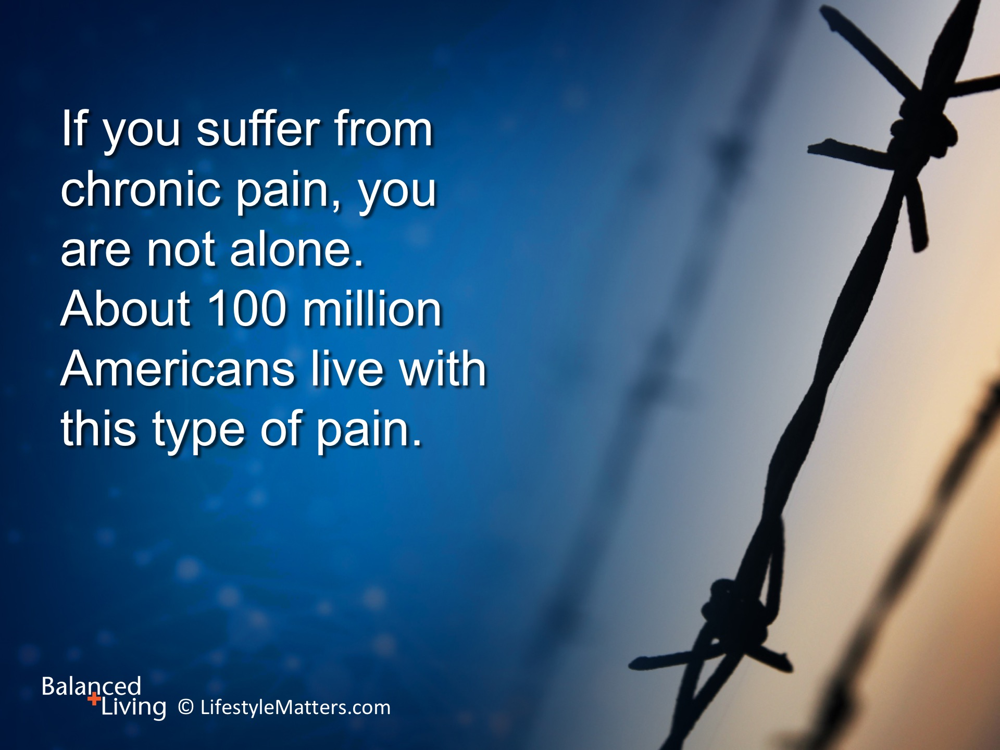 If you suffer from
chronic pain, you
are not alone.
About 100 million
Americans live with
this type of pain.
Balanced
Living © LifestyleMatters.com